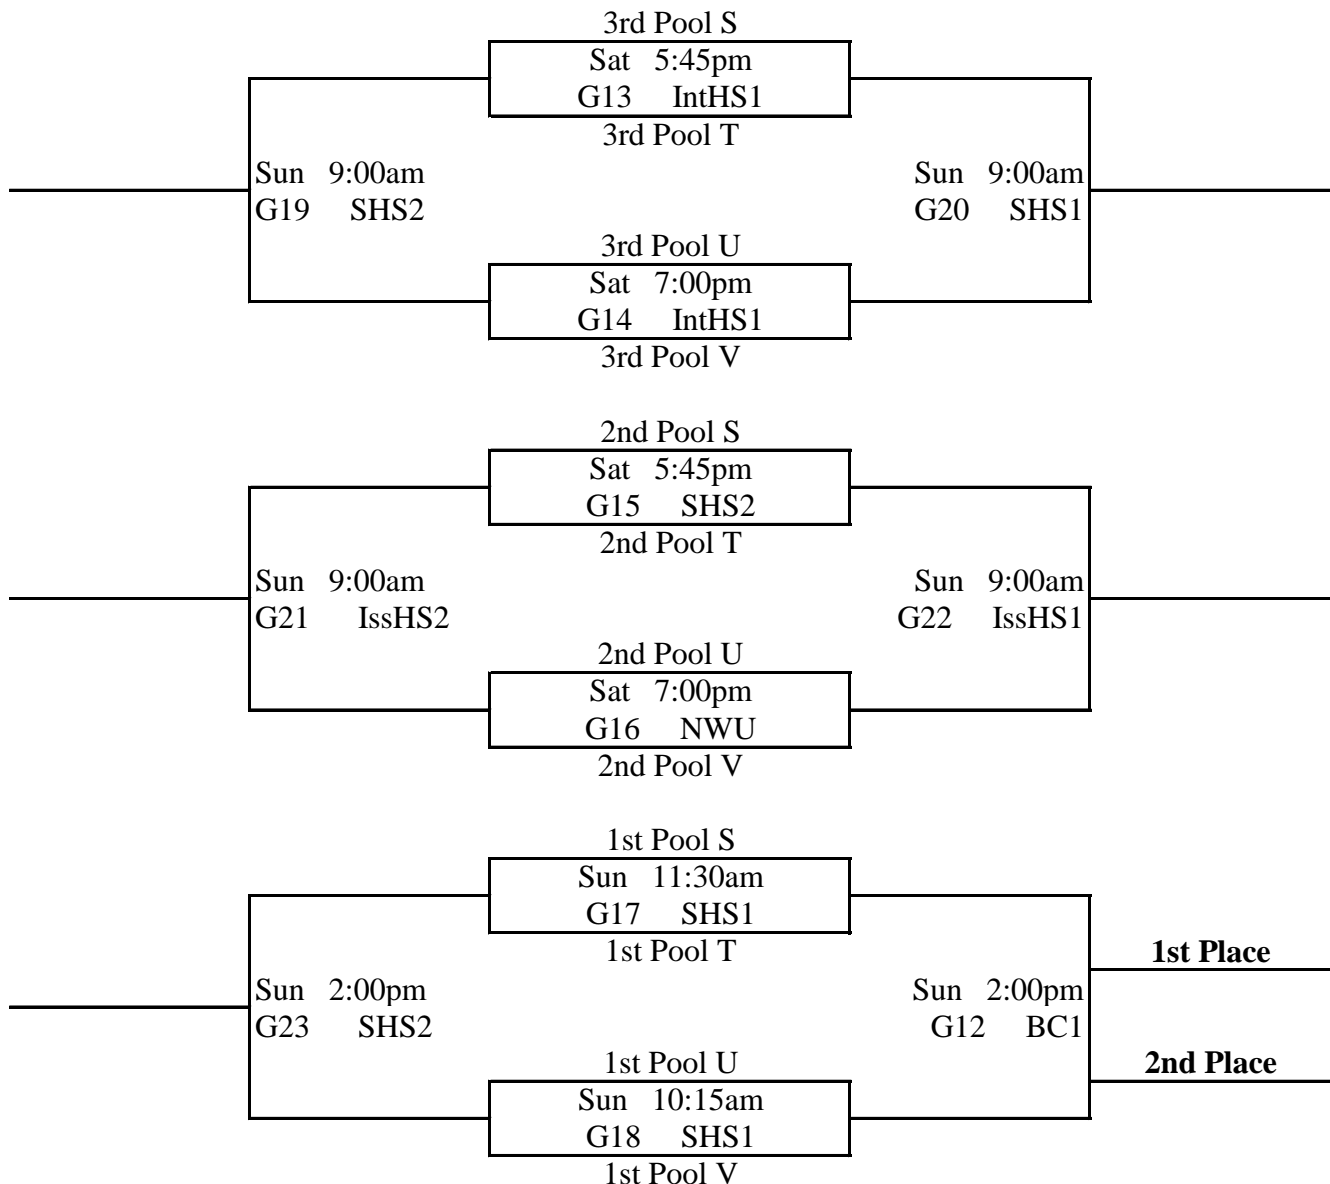 3rd Pool S
Sat 5:45pm
G13 IntHS1
3rd Pool T
Sun 9:00am
G19 SHS2
Sun 9:00am
G20 SHS1
3rd Pool U
Sat 7:00pm
G14 IntHS1
3rd Pool V
2nd Pool S
Sat 5:45pm
G15 SHS2
2nd Pool T
Sun 9:00am
G21 IssHS2
Sun 9:00am
G22 IssHS1
2nd Pool U
Sat 7:00pm
G16 NWU
2nd Pool V
1st Pool S
Sun 11:30am
G17 SHS1
1st Pool T
1st Place
Sun 2:00pm
G23 SHS2
Sun 2:00pm
G12 BC1
1st Pool U
2nd Place
Sun 10:15am
G18 SHS1
1st Pool V